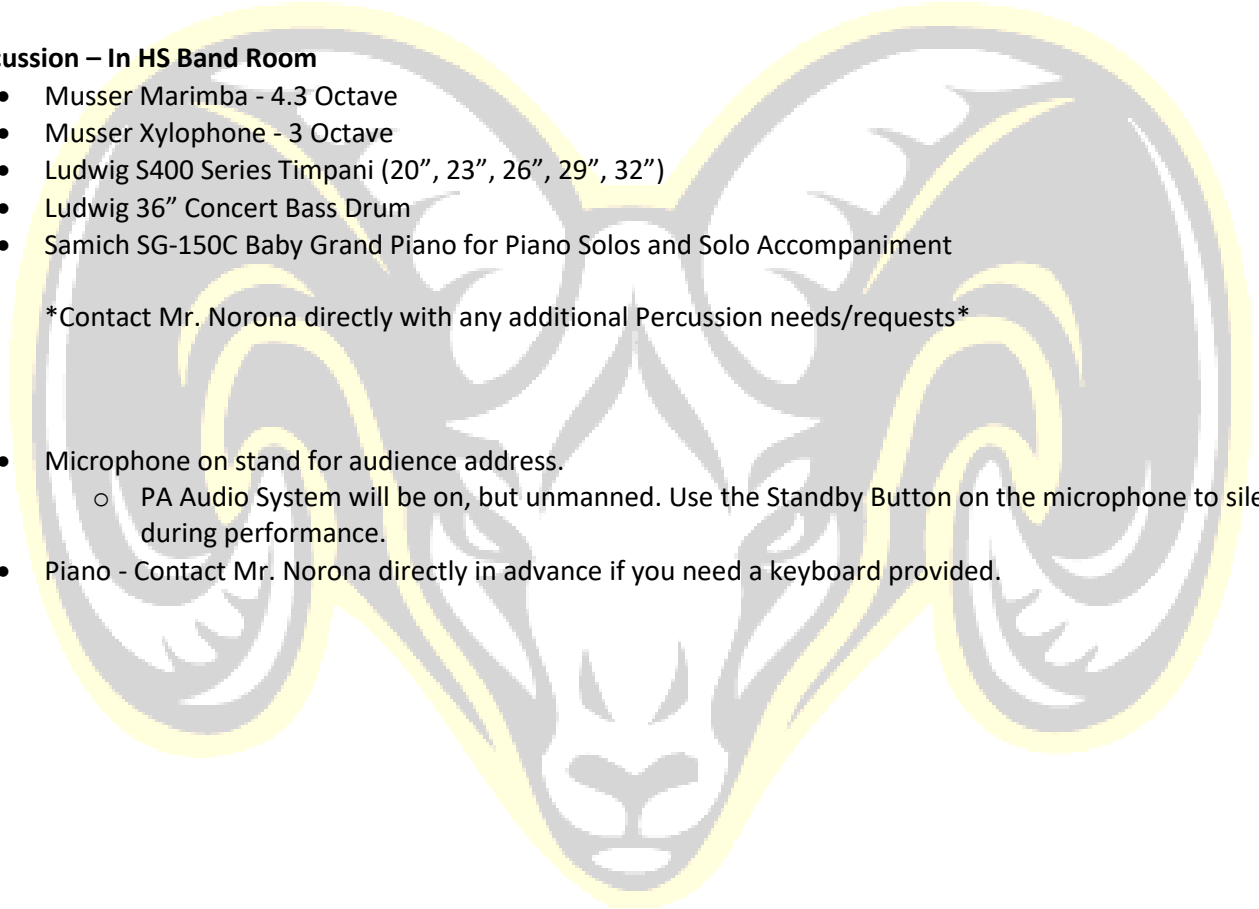 cussion – In HS Band Room
• Musser Marimba - 4.3 Octave
• Musser Xylophone - 3 Octave
• Ludwig S400 Series Timpani (20”, 23”, 26”, 29”, 32”)
• Ludwig 36” Concert Bass Drum
• Samich SG-150C Baby Grand Piano for Piano Solos and Solo Accompaniment
*Contact Mr. Norona directly with any additional Percussion needs/requests*
• Microphone on stand for audience address.
o PA Audio System will be on, but unmanned. Use the Standby Button on the microphone to sile
during performance.
• Piano - Contact Mr. Norona directly in advance if you need a keyboard provided.